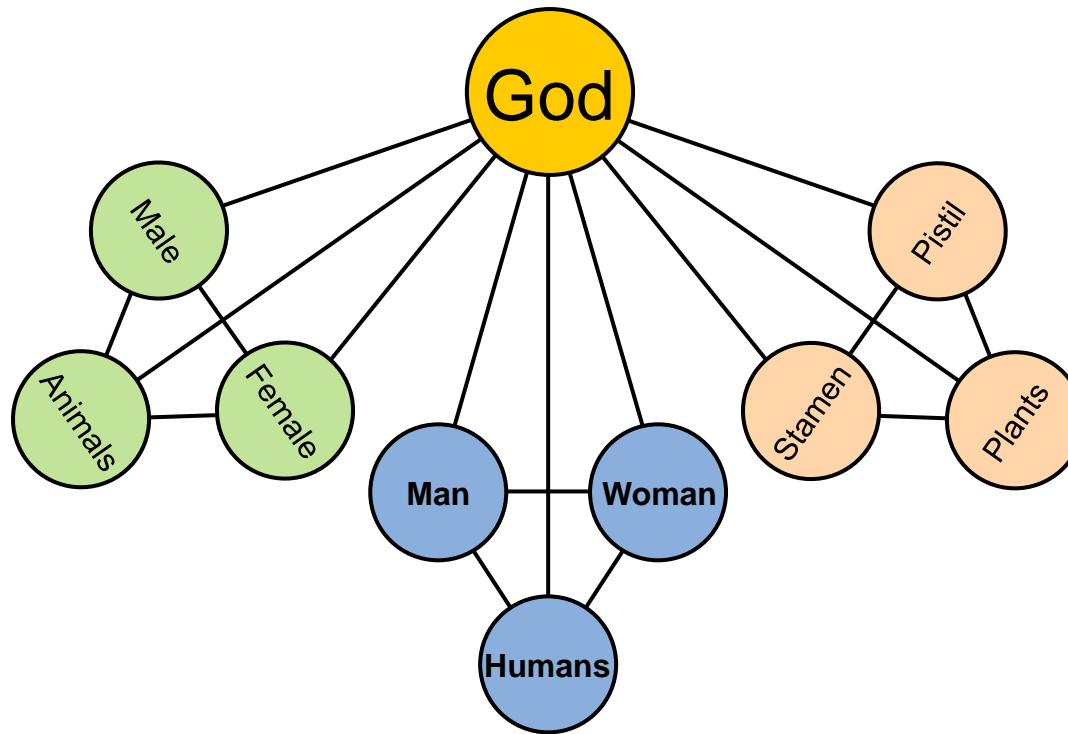 God
Male
Animals
Female
Man
Woman
Humans
Pistil
Stamen
Plants